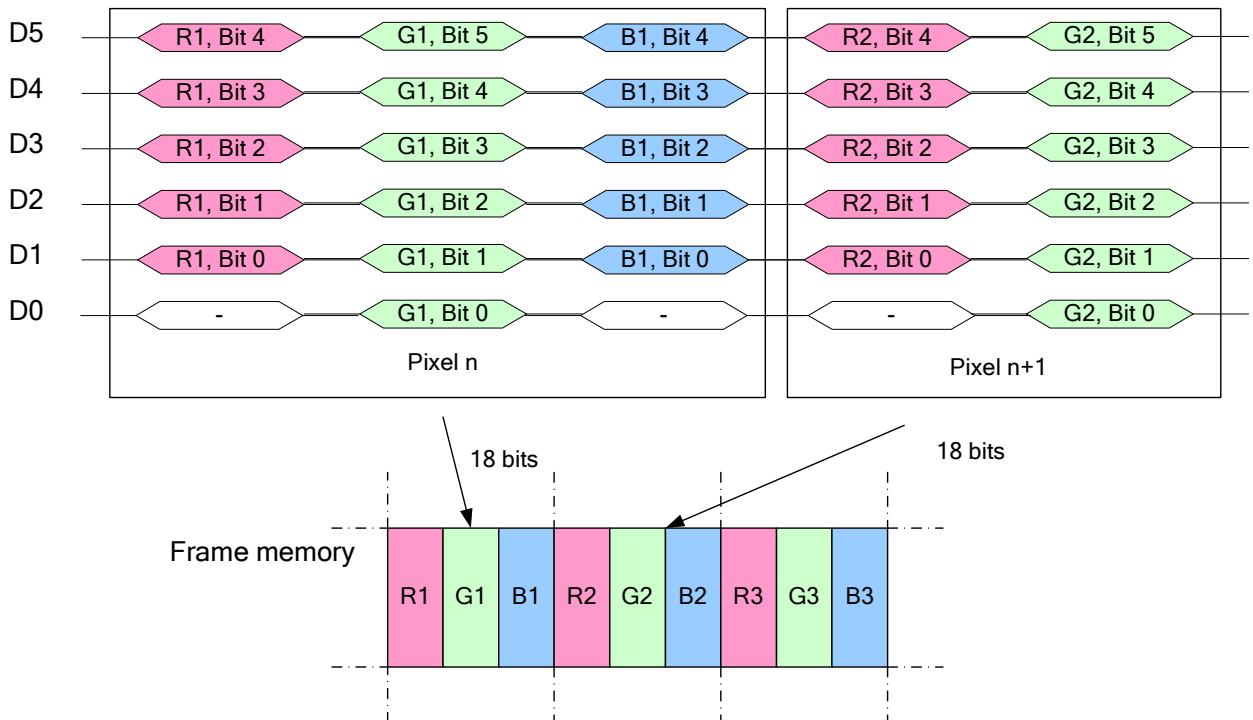 D5 R1, Bit 4 G1, Bit 5 B1, Bit 4 R2, Bit 4 G2, Bit 5
D4 R1, Bit 3 G1, Bit 4 B1, Bit 3 R2, Bit 3 G2, Bit 4
D3 R1, Bit 2 G1, Bit 3 B1, Bit 2 R2, Bit 2 G2, Bit 3
D2 R1, Bit 1 G1, Bit 2 B1, Bit 1 R2, Bit 1 G2, Bit 2
D1 R1, Bit 0 G1, Bit 1 B1, Bit 0 R2, Bit 0 G2, Bit 1
D0 - G1, Bit 0 - - G2, Bit 0
Pixel n Pixel n+1
18 bits 18 bits
Frame memory
R1 G1 B1 R2 G2 B2 R3 G3 B3